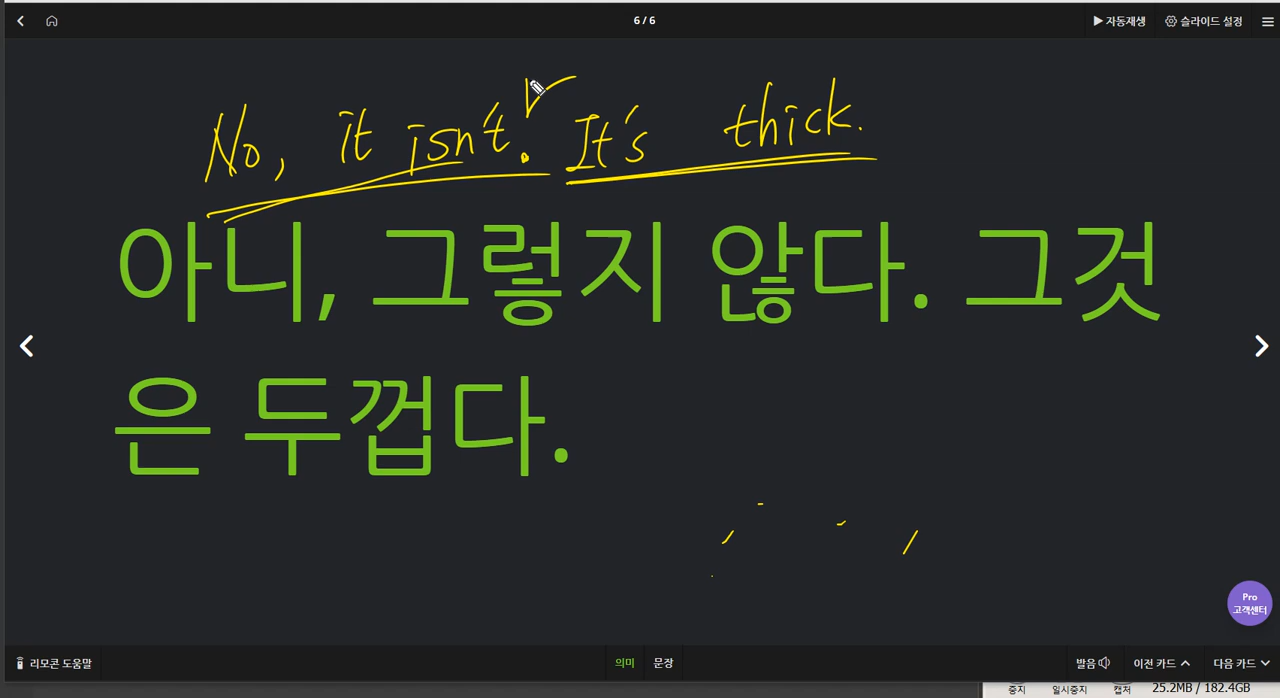 6 / 6
자동재생
슬라이드 설정
No, it isn't. It's thick.
아니, 그렇지 않다. 그것
은 두껍다.
Pro
고객센터
리모콘 도움말
의미
문장
발음
이전 카드
다음 카드
중지
일시중지
캡처
25.2MB / 182.4GB